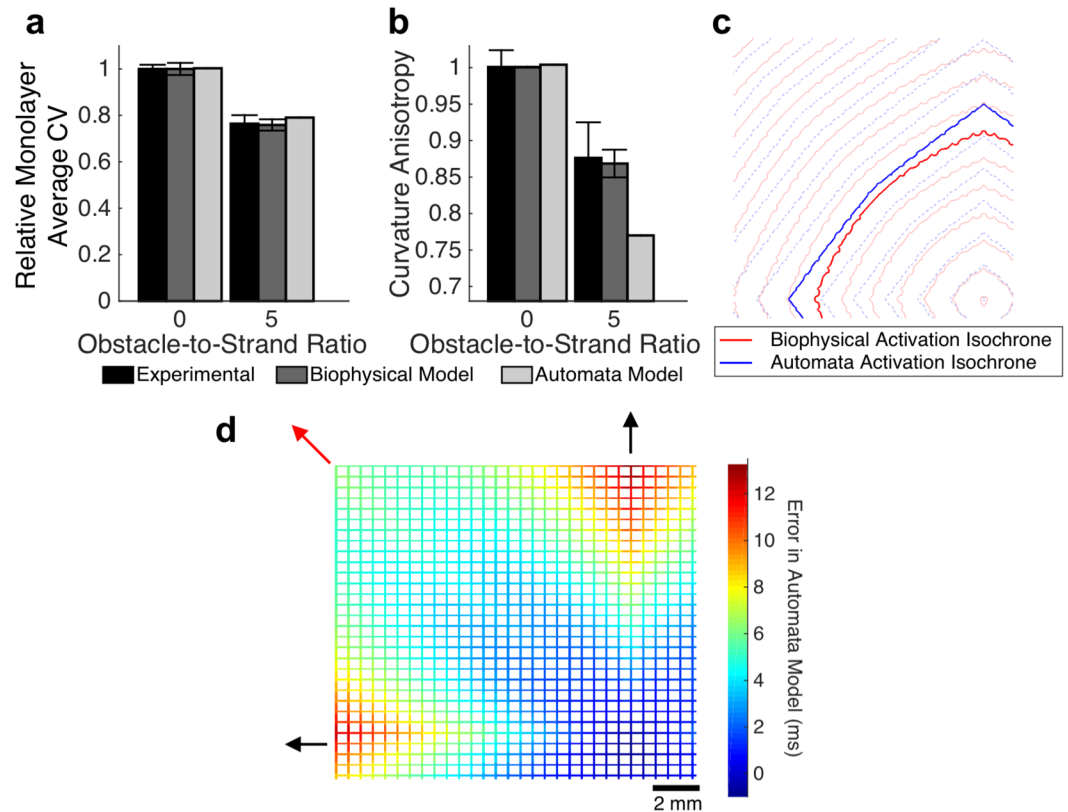 a
Relative Monolayer
Average CV
1
0.8
0.6
0.4
0.2
0
0
5
Obstacle-to-Strand Ratio
b
Curvature Anisotropy
1
0.95
0.9
0.85
0.8
0.75
0.7
0
5
Obstacle-to-Strand Ratio
Experimental
Biophysical Model
Automata Model
c
Biophysical Activation Isochrone
Automata Activation Isochrone
d
12
10
8
6
4
2
0
Error in Automata Model (ms)
2 mm